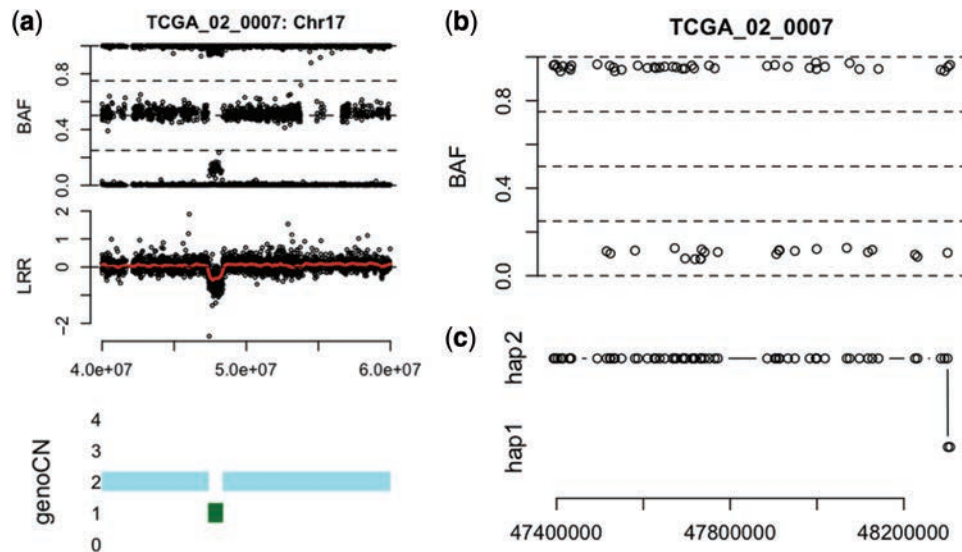 (a)
TCGA_02_0007: Chr17
BAF
0.8
0.4
0.0
LRR
2
1
0
-2
4.0e+07
5.0e+07
6.0e+07
genoCN
4
3
2
1
0
(b)
TCGA_02_0007
BAF
0.8
0.4
0.0
(c)
hap2
hap1
47400000
47800000
48200000